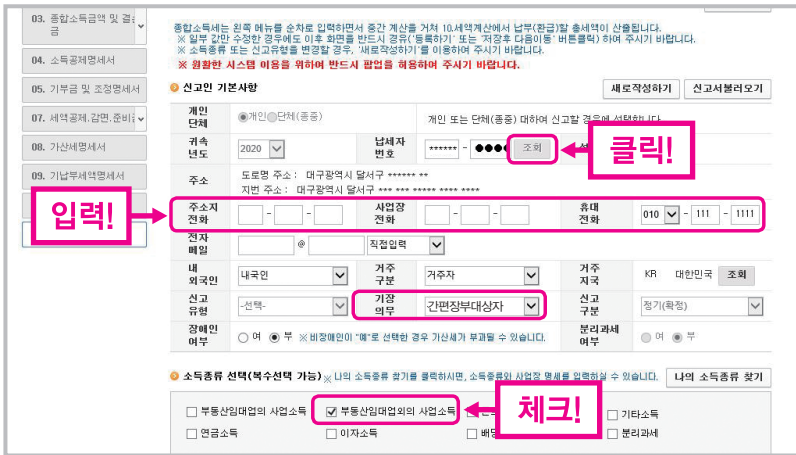 03. 종합소득금액 및 결손
금
04. 소득공제명세서
05. 기부금 및 조정명세서
07. 세액공제.감면.준비금
08. 가산세명세서
09. 기납부세액명세서
종합소득세는 왼쪽 메뉴를 순차로 입력하면서 중간 계산을 거쳐 10.세액계산에서 납부(환급)할 총세액이 산출됩니다.
※ 일부 값만 수정한 경우에도 이후 화면을 반드시 경유('등록하기' 또는 '저장후 다음이동' 버튼클릭) 하여 주시기 바랍니다.
※ 소득종류 또는 신고유형을 변경할 경우, '새로작성하기'를 이용하여 주시기 바랍니다.
※ 원활한 시스템 이용을 위하여 반드시 팝업을 허용하여 주시기 바랍니다.
신고인 기본사항 새로작성하기 신고서불러오기
개인
단체 개인 단체(종중) 개인 또는 단체(종중) 대하여 신고할 경우에 선택합니다
귀속
년도 2020 납세자
번호 ****** - ●●●● 조회
클릭!
주소 도로명 주소 : 대구광역시 달서구 ****** **
지번 주소 : 대구광역시 달서구 *** *** ***** **** ****
입력!
주소지
전화 - - 사업장
전화 - - 휴대
전화 010 - 111 - 1111
전자
메일 @ 직접입력
내
외국인 내국인 거주
구분 거주자 거주
지국 KR 대한민국 조회
신고
유형 -선택- 기장
의무 간편장부대상자 신고
구분 정기(확정)
장애인
여부 여 부 ※ 비장애인이 "예"로 선택한 경우 가산세가 부과될 수 있습니다. 분리과세
여부 여 부
소득종류 선택(복수선택 가능) ※ 나의 소득종류 찾기를 클릭하시면, 소득종류와 사업장 명세를 입력하실 수 있습니다. 나의 소득종류 찾기
부동산임대업의 사업소득 부동산임대업외의 사업소득 기타소득
체크!
연금소득 이자소득 배당 분리과세